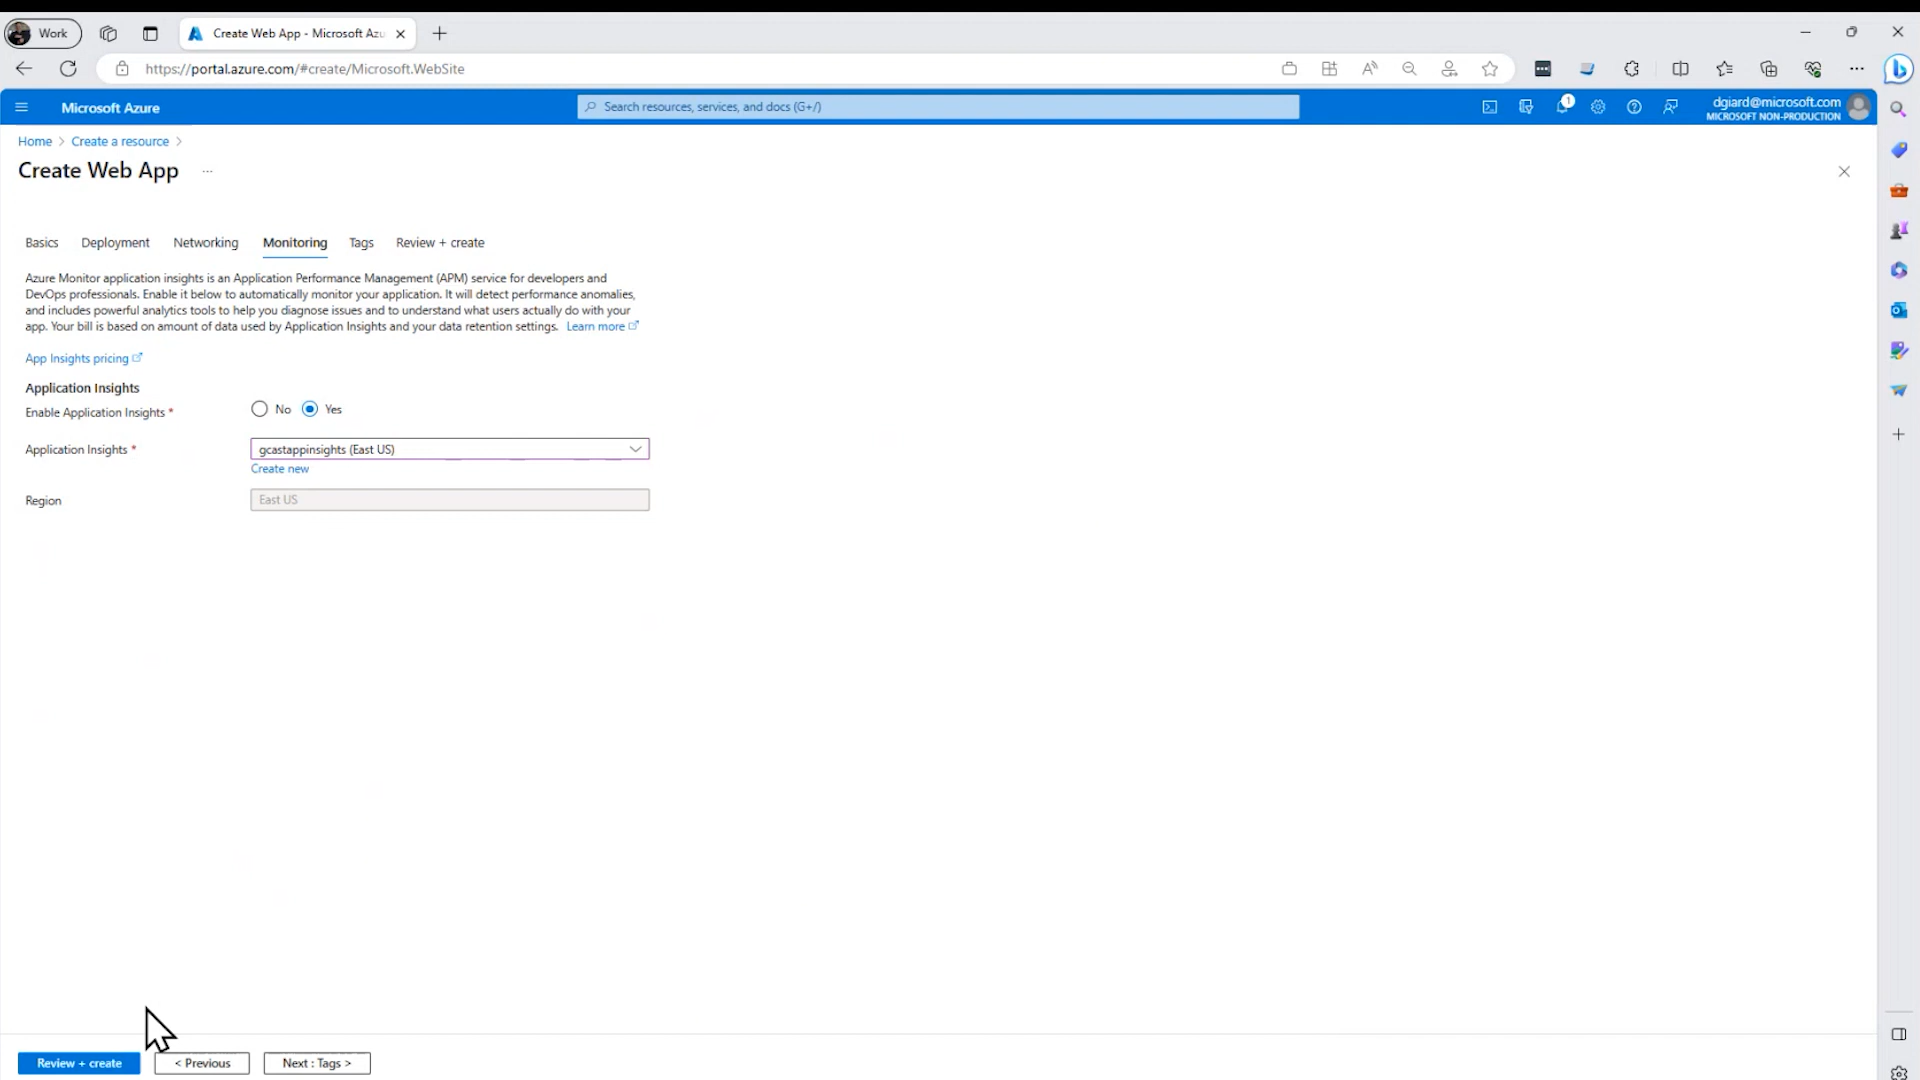 Work
Create Web App - Microsoft Azu
https://portal.azure.com/#create/Microsoft.WebSite
Microsoft Azure
Search resources, services, and docs (G+/)
1
dgiard@microsoft.com
MICROSOFT NON-PRODUCTION
Home > Create a resource >
Create Web App ...
Basics Deployment Networking Monitoring Tags Review + create
Azure Monitor application insights is an Application Performance Management (APM) service for developers and
DevOps professionals. Enable it below to automatically monitor your application. It will detect performance anomalies,
and includes powerful analytics tools to help you diagnose issues and to understand what users actually do with your
app. Your bill is based on amount of data used by Application Insights and your data retention settings. Learn more
App Insights pricing
Application Insights
Enable Application Insights * No Yes
Application Insights * gcastappinsights (East US)
Create new
Region East US
Review + create < Previous Next : Tags >